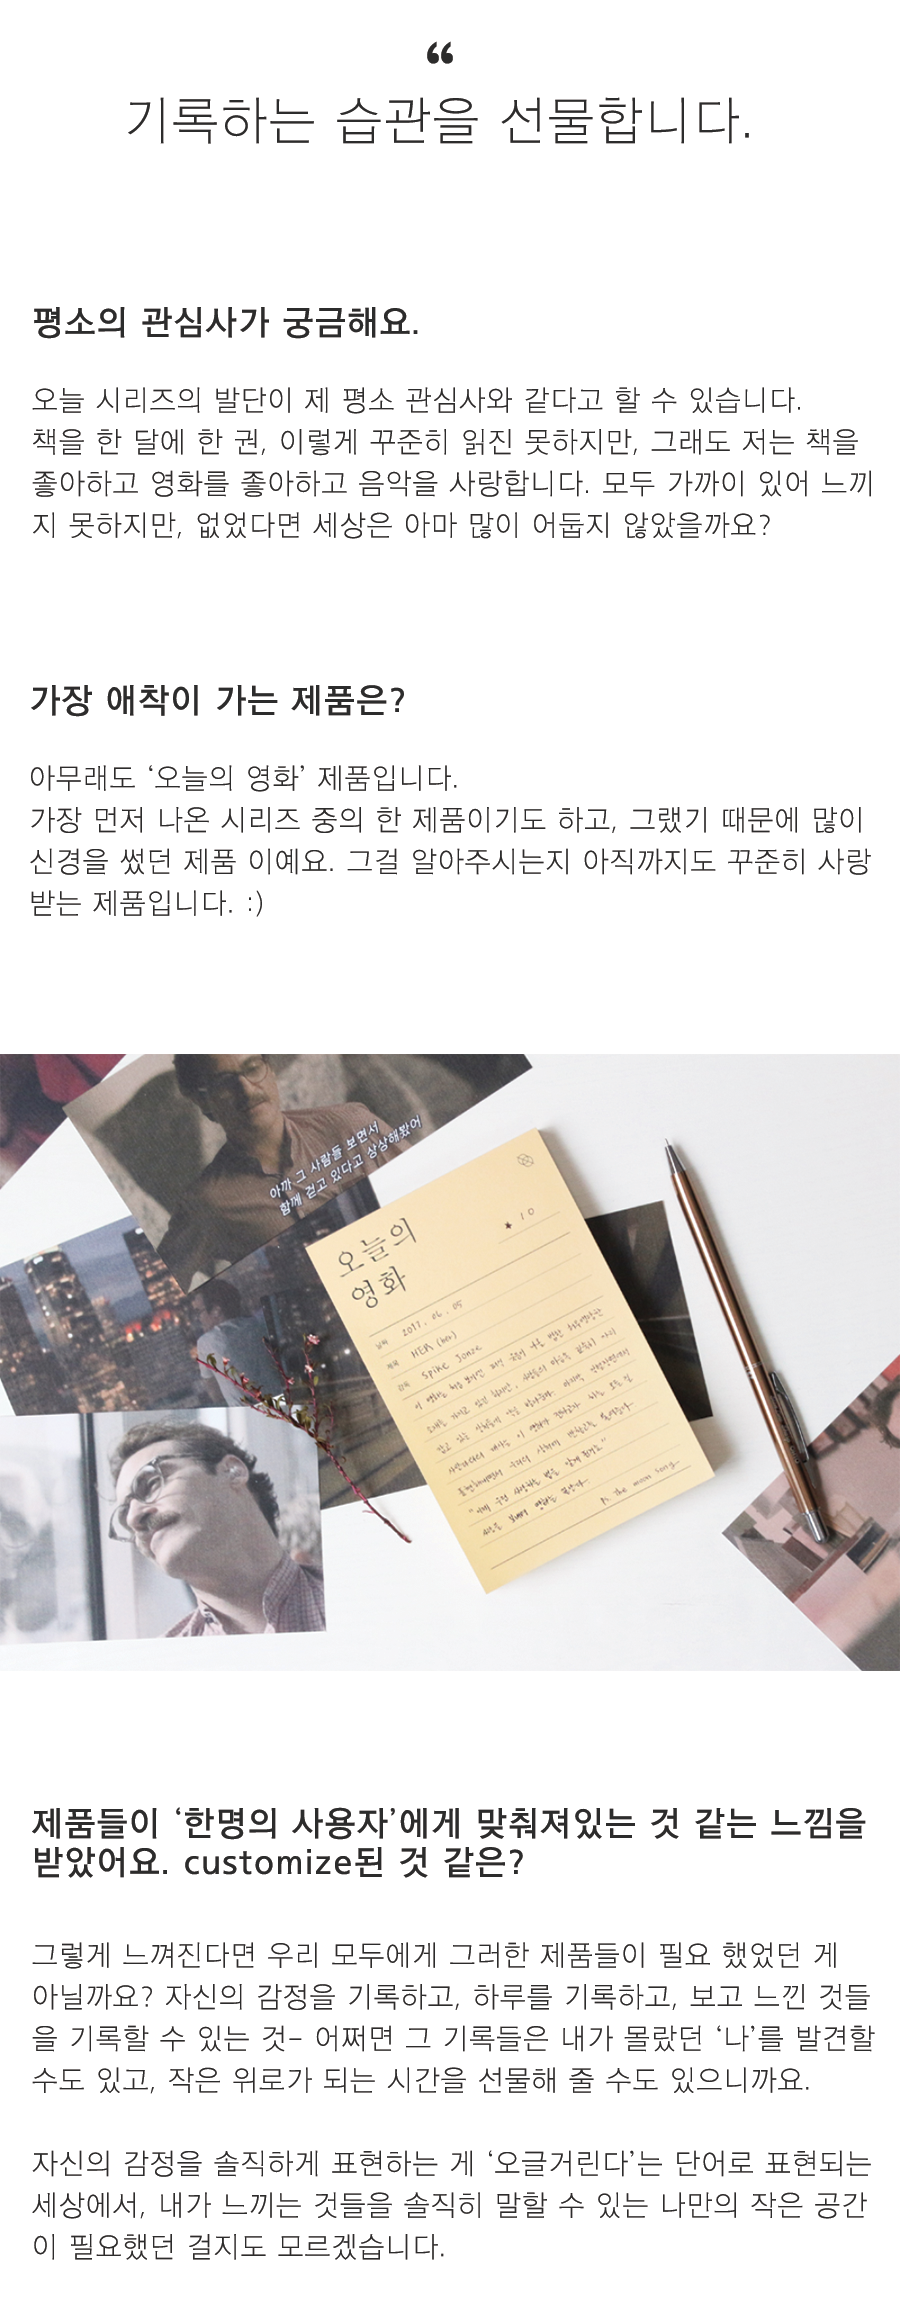 “
기록하는 습관을 선물합니다.
평소의 관심사가 궁금해요.
오늘 시리즈의 발단이 제 평소 관심사와 같다고 할 수 있습니다.
책을 한 달에 한 권, 이렇게 꾸준히 읽진 못하지만, 그래도 저는 책을
좋아하고 영화를 좋아하고 음악을 사랑합니다. 모두 가까이 있어 느끼
지 못하지만, 없었다면 세상은 아마 많이 어둡지 않았을까요?
가장 애착이 가는 제품은?
아무래도 ‘오늘의 영화’ 제품입니다.
가장 먼저 나온 시리즈 중의 한 제품이기도 하고, 그랬기 때문에 많이
신경을 썼던 제품 이예요. 그걸 알아주시는지 아직까지도 꾸준히 사랑
받는 제품입니다. :)
아까 그 사람들 보면서
함께 걷고 있다고 상상해봤어
오늘의
영화
★ 10
날짜 2017. 06. 05
제목 HER (her)
감독 Spike Jonze
이 영화는
the moon song
제품들이 ‘한명의 사용자’에게 맞춰져있는 것 같는 느낌을
받았어요. customize된 것 같은?
그렇게 느껴진다면 우리 모두에게 그러한 제품들이 필요 했었던 게
아닐까요? 자신의 감정을 기록하고, 하루를 기록하고, 보고 느낀 것들
을 기록할 수 있는 것– 어쩌면 그 기록들은 내가 몰랐던 ‘나’를 발견할
수도 있고, 작은 위로가 되는 시간을 선물해 줄 수도 있으니까요.
자신의 감정을 솔직하게 표현하는 게 ‘오글거린다’는 단어로 표현되는
세상에서, 내가 느끼는 것들을 솔직히 말할 수 있는 나만의 작은 공간
이 필요했던 걸지도 모르겠습니다.